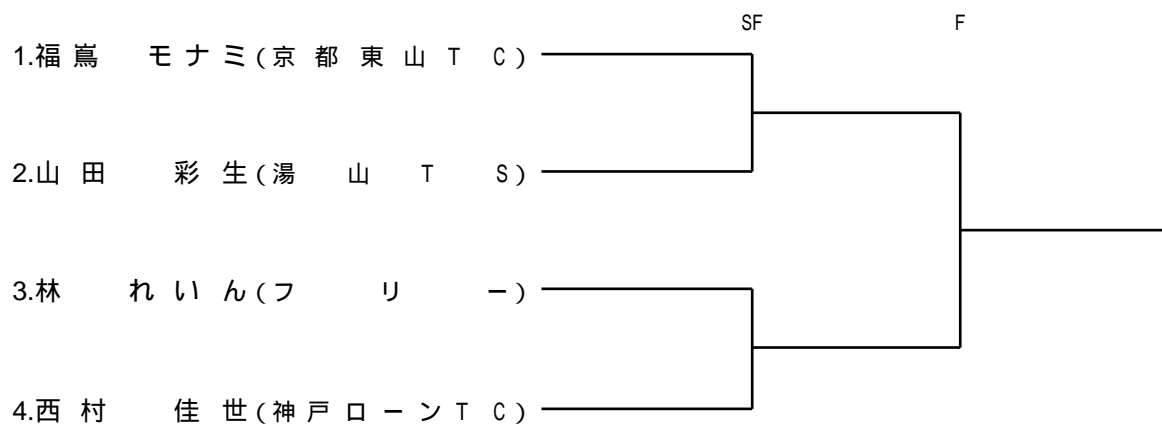 SF F
1.福嶌 モナミ(京都東山TC)
2.山田 彩生(湯山TS)
3.林 れいん(フリー)
4.西村 佳世(神戸ローンTC)